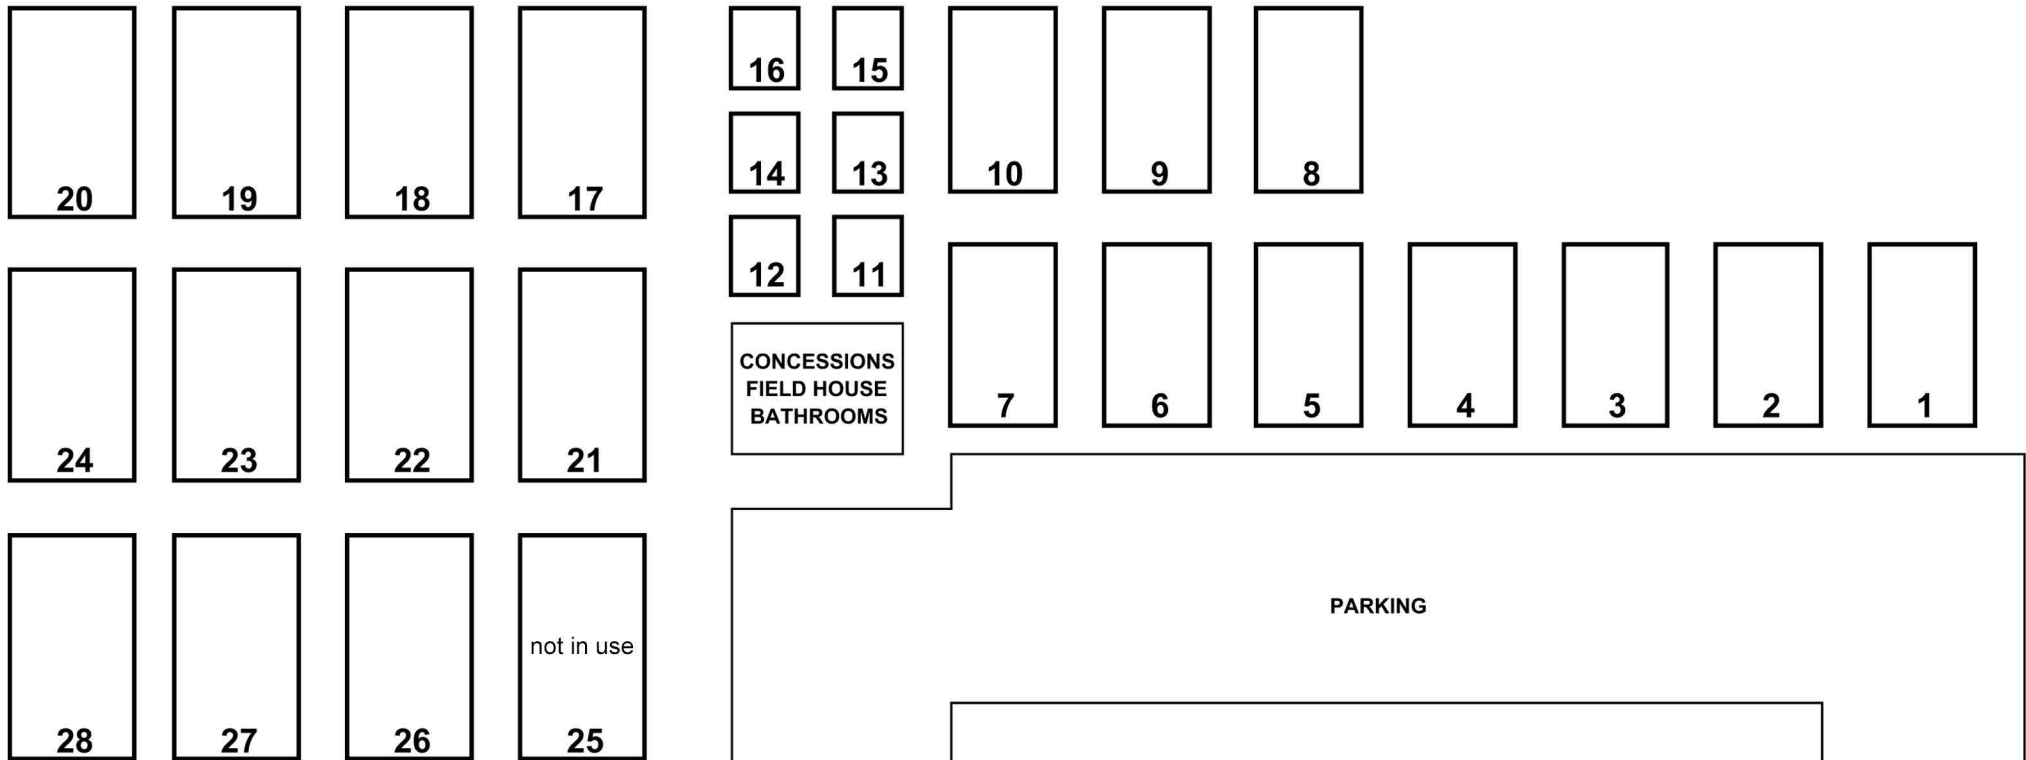 16 15
14 13 10 9 8
20 19 18 17
12 11
CONCESSIONS
FIELD HOUSE
BATHROOMS
7 6 5 4 3 2 1
24 23 22 21
PARKING
not in use
28 27 26 25